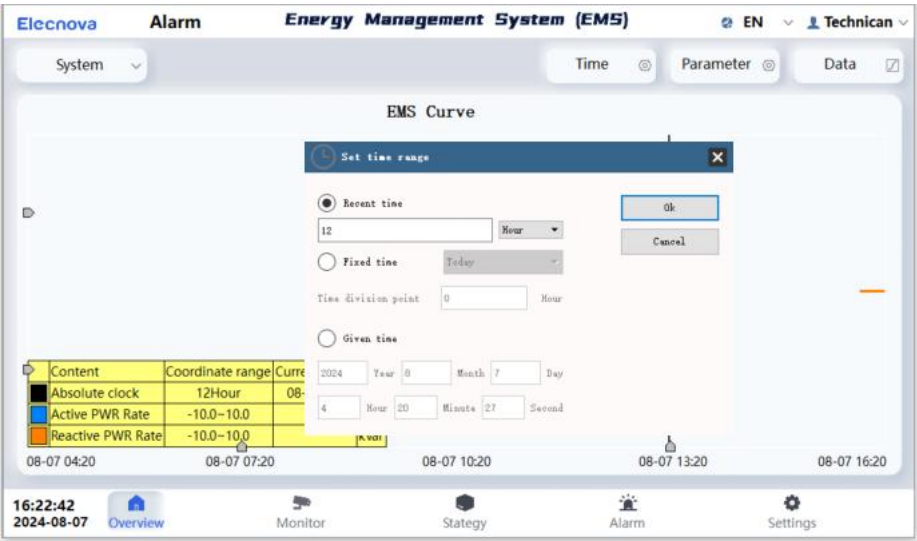 Elecnova Alarm Energy Management System (EMS) EN Technican
System Time Parameter Data
EMS Curve
Set time range
Recent time
Ok
12 Hour
Cancel
Fixed time Today
Time division point 0 Hour
Given time
2024 Year 8 Month 7 Day
4 Hour 20 Minute 27 Second
Content Coordinate range Curre
Absolute clock 12Hour 08-
Active PWR Rate -10.0~10.0
Reactive PWR Rate -10.0~10.0 Kvar
08-07 04:20 08-07 07:20 08-07 10:20 08-07 13:20 08-07 16:20
16:22:42
2024-08-07
Overview Monitor Stategy Alarm Settings